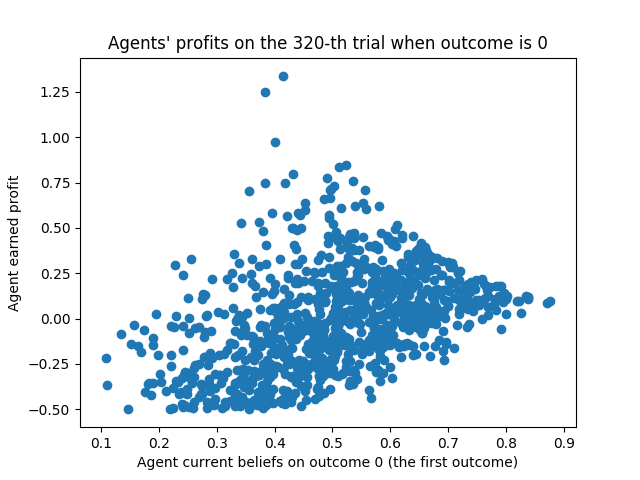 Agents' profits on the 320-th trial when outcome is 0
1.25
1.00
0.75
0.50
0.25
0.00
−0.25
−0.50
Agent earned profit
0.1 0.2 0.3 0.4 0.5 0.6 0.7 0.8 0.9
Agent current beliefs on outcome 0 (the first outcome)